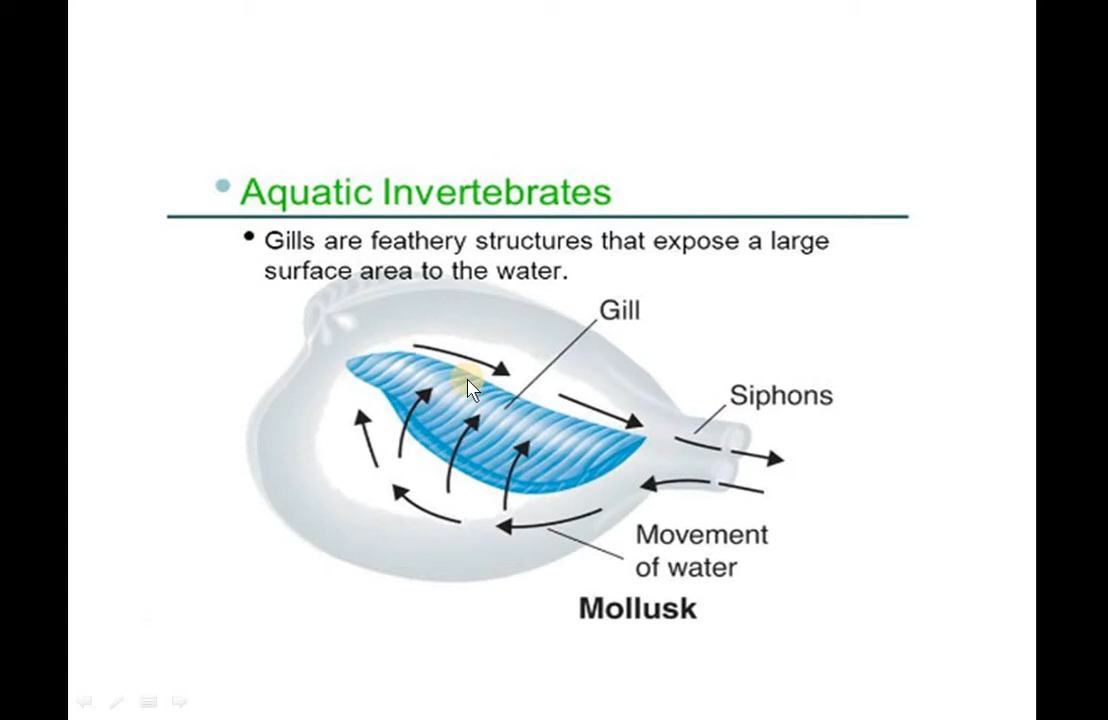 Aquatic Invertebrates
Gills are feathery structures that expose a large
surface area to the water.
Gill
Siphons
Movement
of water
Mollusk